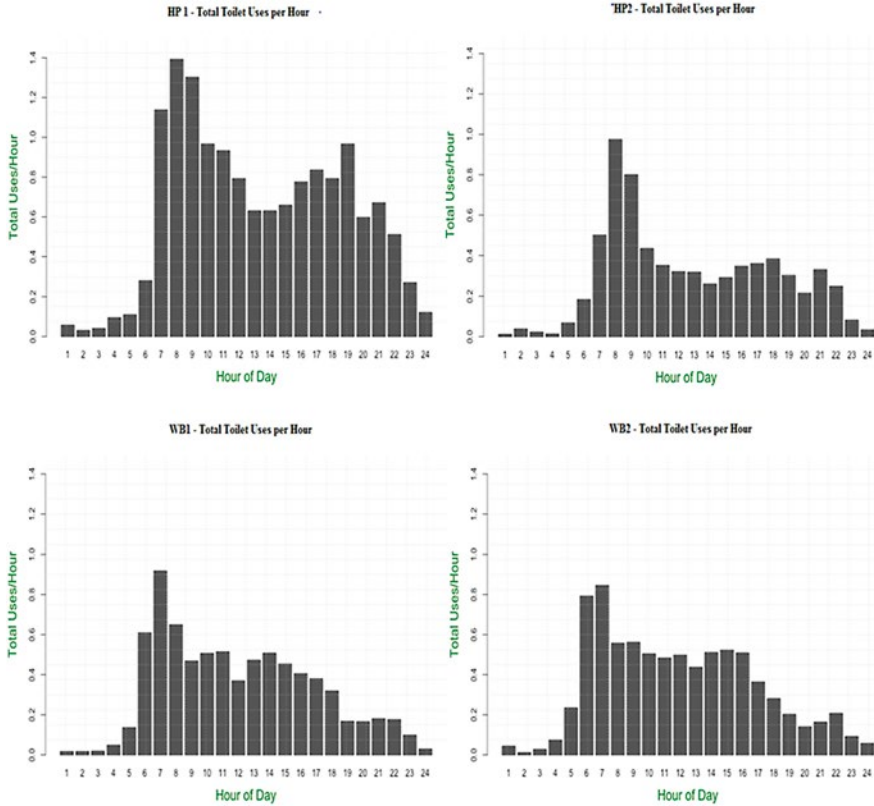 HP 1 - Total Toilet Uses per Hour
"HP2 - Total Toilet Uses per Hour
Total Uses/Hour
0.0 0.2 0.4 0.6 0.8 1.0 1.2 1.4
1 2 3 4 5 6 7 8 9 10 11 12 13 14 15 16 17 18 19 20 21 22 23 24
Hour of Day
Total Uses/Hour
0.0 0.2 0.4 0.6 0.8 1.0 1.2 1.4
1 2 3 4 5 6 7 8 9 10 11 12 13 14 15 16 17 18 19 20 21 22 23 24
Hour of Day
WB1 - Total Toilet Uses per Hour
WB2 - Total Toilet Uses per Hour
Total Uses/Hour
0.0 0.2 0.4 0.6 0.8 1.0 1.2 1.4
1 2 3 4 5 6 7 8 9 10 11 12 13 14 15 16 17 18 19 20 21 22 23 24
Hour of Day
Total Uses/Hour
0.0 0.2 0.4 0.6 0.8 1.0 1.2 1.4
1 2 3 4 5 6 7 8 9 10 11 12 13 14 15 16 17 18 19 20 21 22 23 24
Hour of Day